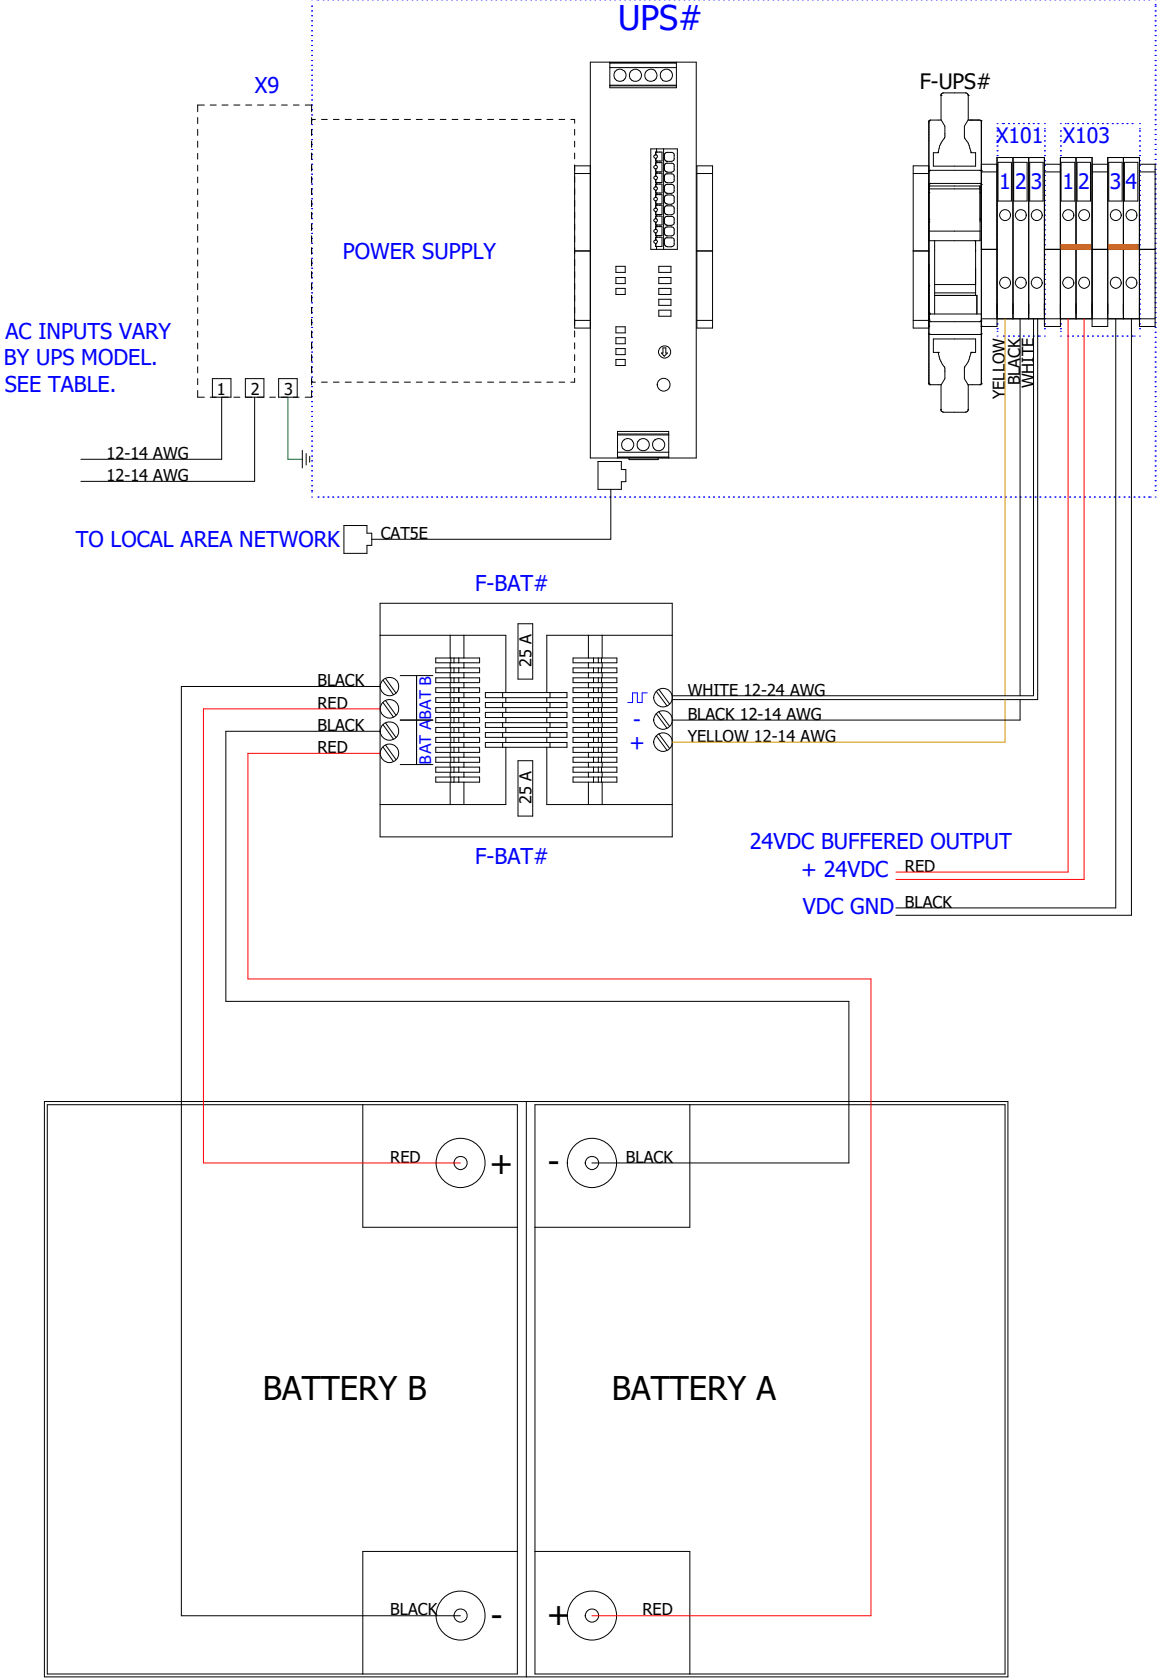 UPS#
X9
F-UPS#
X101
X103
1 2 3
1 2
3 4
POWER SUPPLY
AC INPUTS VARY
BY UPS MODEL.
SEE TABLE.
1
2
3
YELLOW
BLACK
WHITE
12-14 AWG
12-14 AWG
TO LOCAL AREA NETWORK
CAT5E
F-BAT#
25 A
BLACK
RED
BLACK
RED
BAT B
BAT A
WHITE 12-24 AWG
- BLACK 12-14 AWG
+ YELLOW 12-14 AWG
25 A
F-BAT#
24VDC BUFFERED OUTPUT
+ 24VDC RED
VDC GND BLACK
RED +
- BLACK
BATTERY B
BATTERY A
BLACK -
+ RED